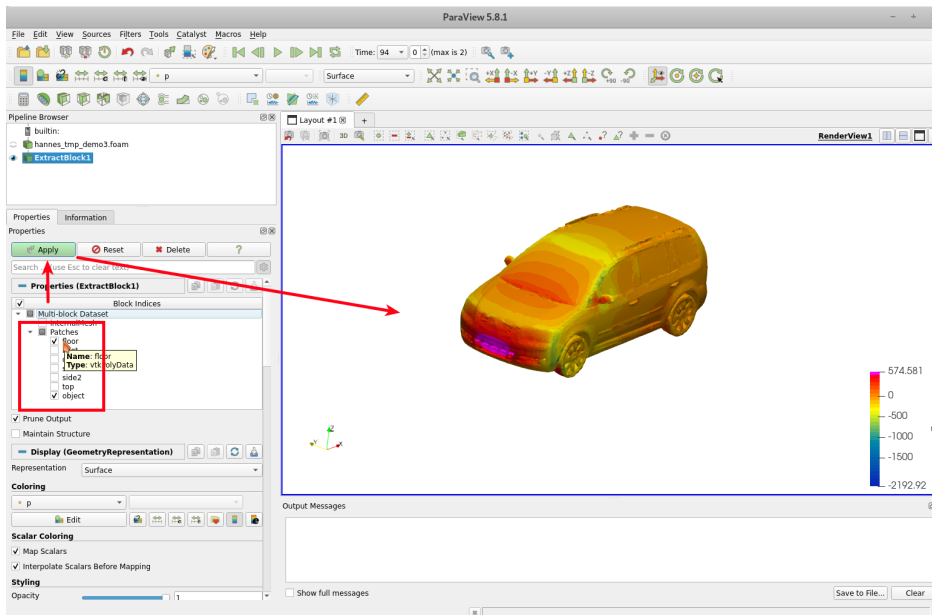 ParaView 5.8.1
File Edit View Sources Filters Tools Catalyst Macros Help
Time: 94 0 (max is 2)
p Surface
+X -X +Y -Y +Z -Z +90 -90
Pipeline Browser
builtin:
hannes_tmp_demo3.foam
ExtractBlock1
Properties Information
Properties
Apply Reset Delete ?
Search ... (use Esc to clear text)
Properties (ExtractBlock1)
Block Indices
Multi-block Dataset
internalMesh
Patches
floor
Name: floor
Type: vtkPolyData
side2
top
object
Prune Output
Maintain Structure
Display (GeometryRepresentation)
Representation Surface
Coloring
p
Edit
Scalar Coloring
Map Scalars
Interpolate Scalars Before Mapping
Styling
Opacity 1
Layout #1 +
3D RenderView1
574.581
0
-500
-1000
-1500
-2192.92
Z
Y X
Output Messages
Show full messages Save to File... Clear